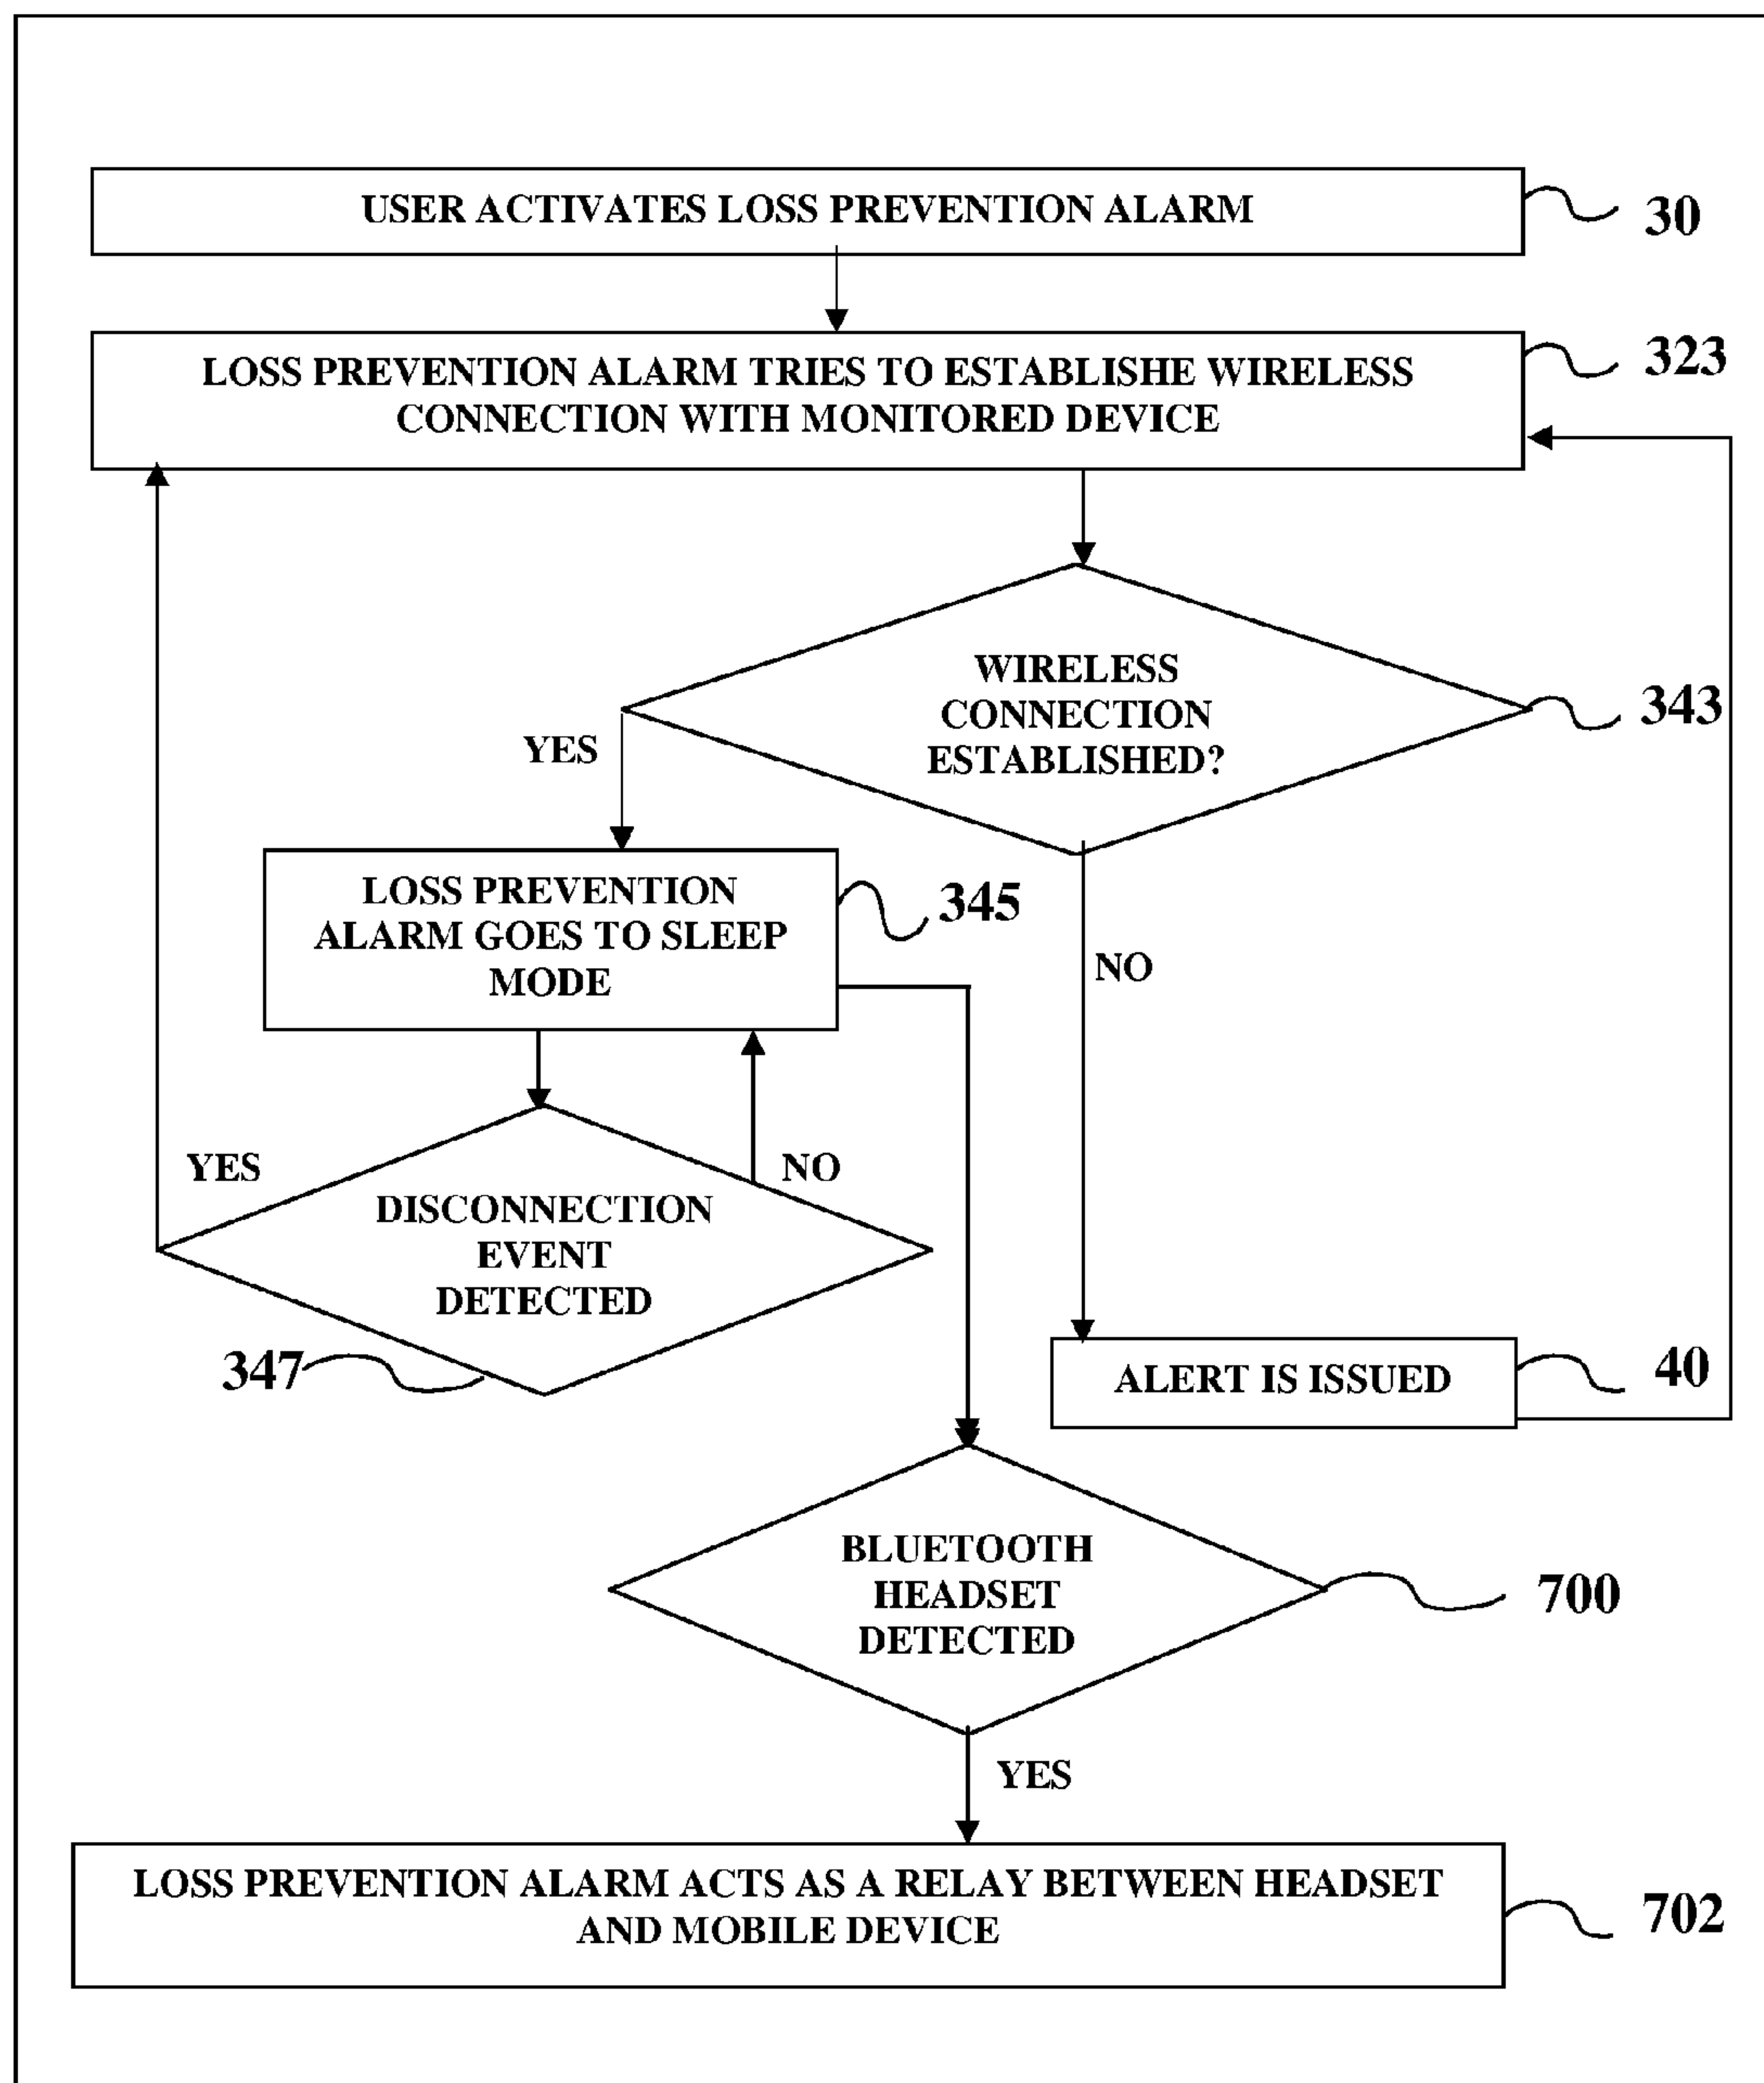 USER ACTIVATES LOSS PREVENTION ALARM
30
LOSS PREVENTION ALARM TRIES TO ESTABLISHE WIRELESS
CONNECTION WITH MONITORED DEVICE
323
WIRELESS
CONNECTION
ESTABLISHED?
343
YES
LOSS PREVENTION
ALARM GOES TO SLEEP
MODE
345
NO
YES
NO
DISCONNECTION
EVENT
DETECTED
347
ALERT IS ISSUED
40
BLUETOOTH
HEADSET
DETECTED
700
YES
LOSS PREVENTION ALARM ACTS AS A RELAY BETWEEN HEADSET
AND MOBILE DEVICE
702